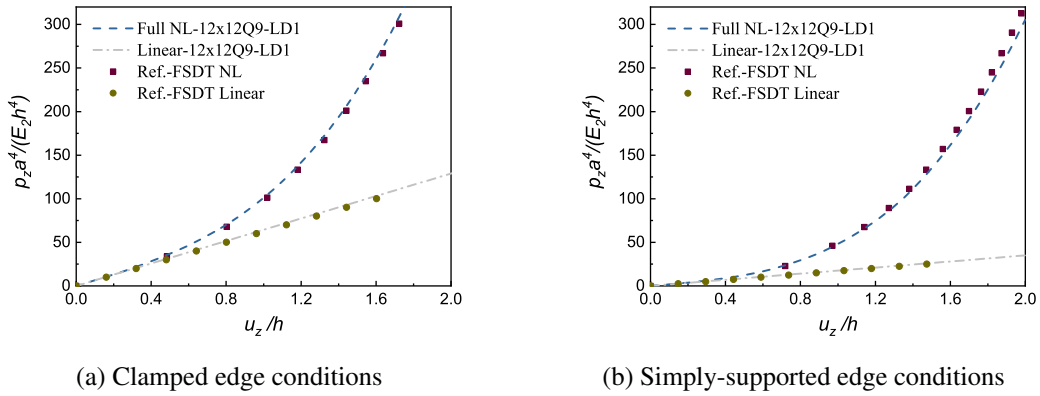 300
250
200
150
100
50
0
p_z a^4/(E_2 h^4)
Full NL-12x12Q9-LD1
Linear-12x12Q9-LD1
Ref.-FSDT NL
Ref.-FSDT Linear
0.0 0.4 0.8 1.2 1.6 2.0
u_z /h
(a) Clamped edge conditions
300
250
200
150
100
50
0
p_z a^4/(E_2 h^4)
Full NL-12x12Q9-LD1
Linear-12x12Q9-LD1
Ref.-FSDT NL
Ref.-FSDT Linear
0.0 0.4 0.8 1.2 1.6 2.0
u_z /h
(b) Simply-supported edge conditions